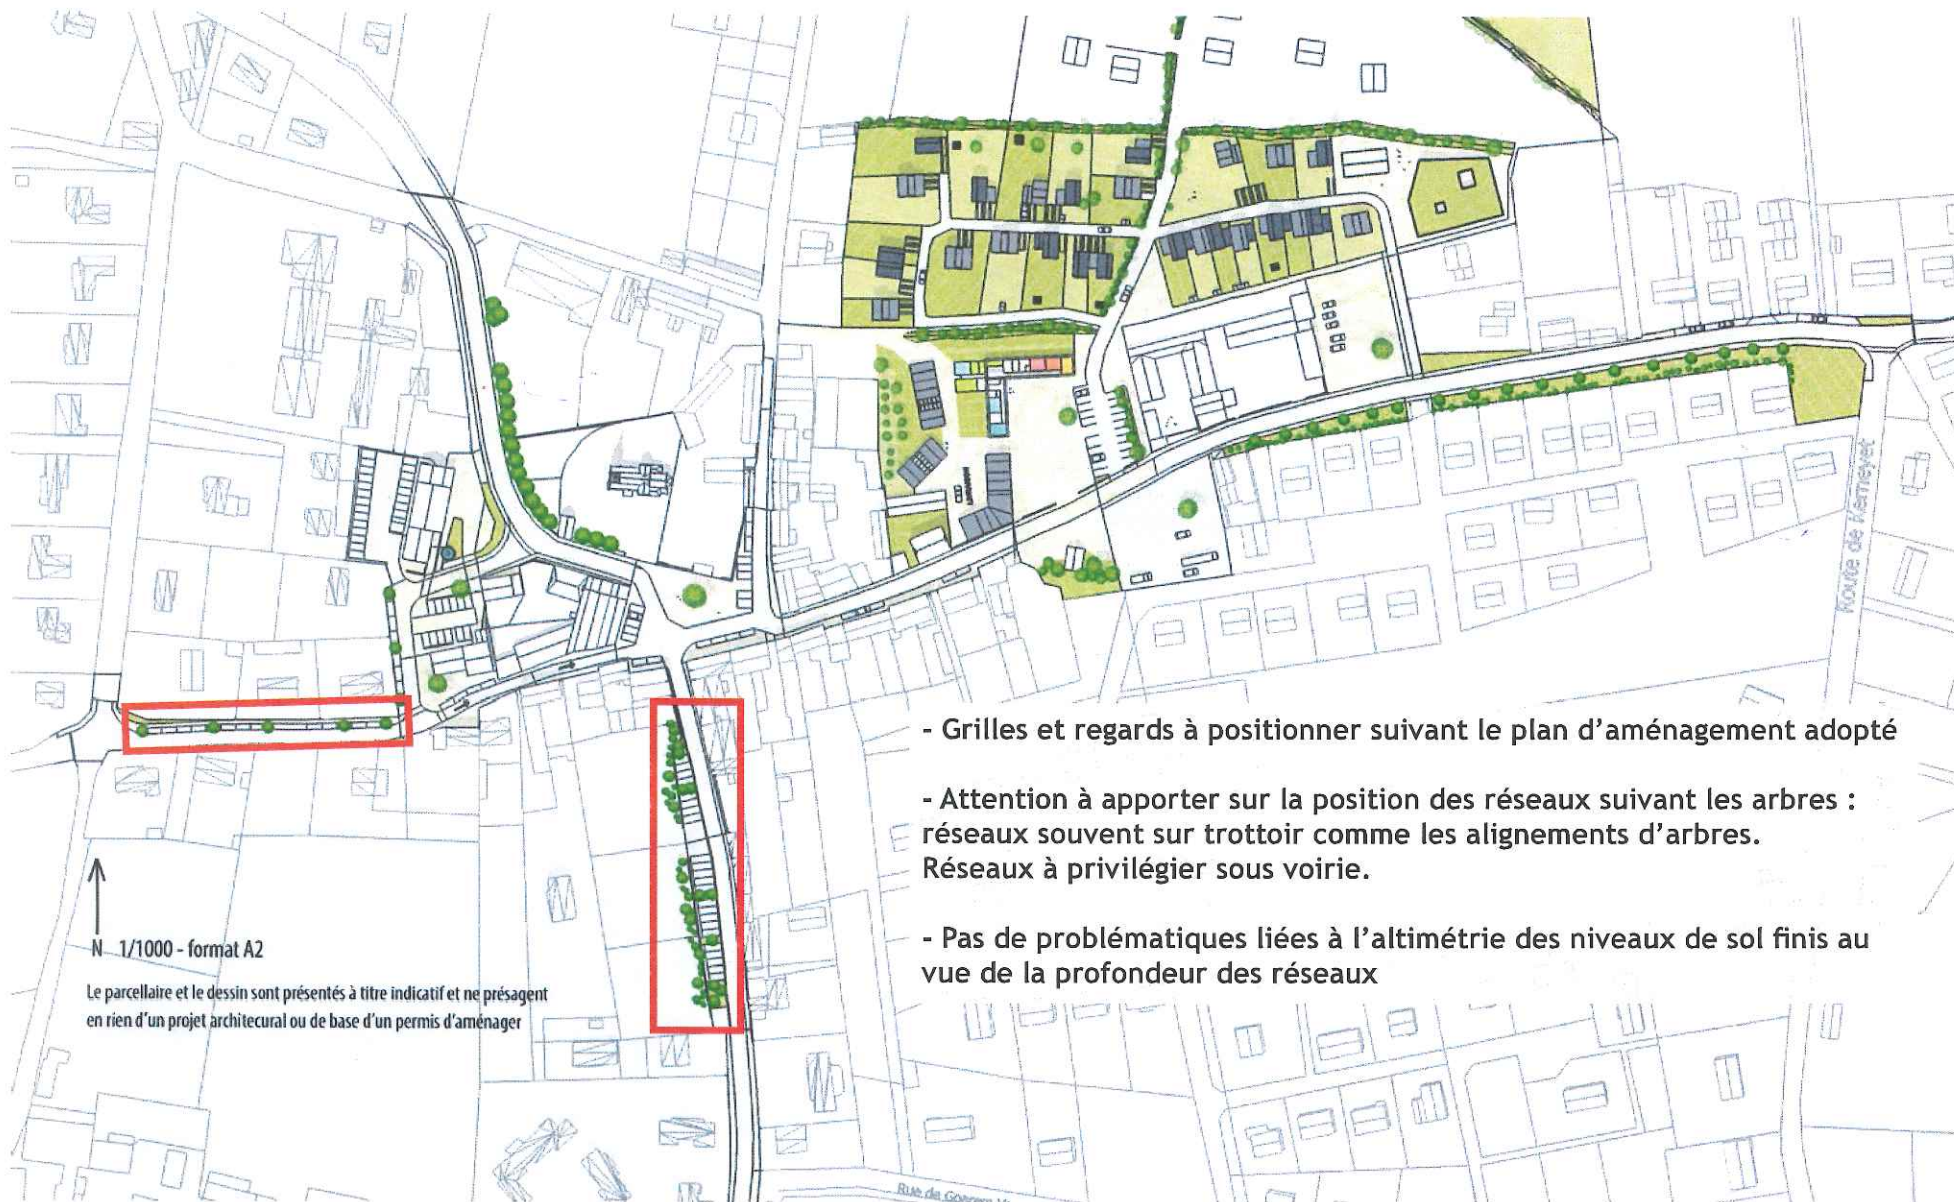 - Grilles et regards à positionner suivant le plan d'aménagement adopté
- Attention à apporter sur la position des réseaux suivant les arbres :
réseaux souvent sur trottoir comme les alignements d'arbres.
Réseaux à privilégier sous voirie.
- Pas de problématiques liées à l'altimétrie des niveaux de sol finis au
vue de la profondeur des réseaux
N 1/1000 - format A2
Le parcellaire et le dessin sont présentés à titre indicatif et ne présagent
en rien d'un projet architecural ou de base d'un permis d'aménager
Route de
Rue de